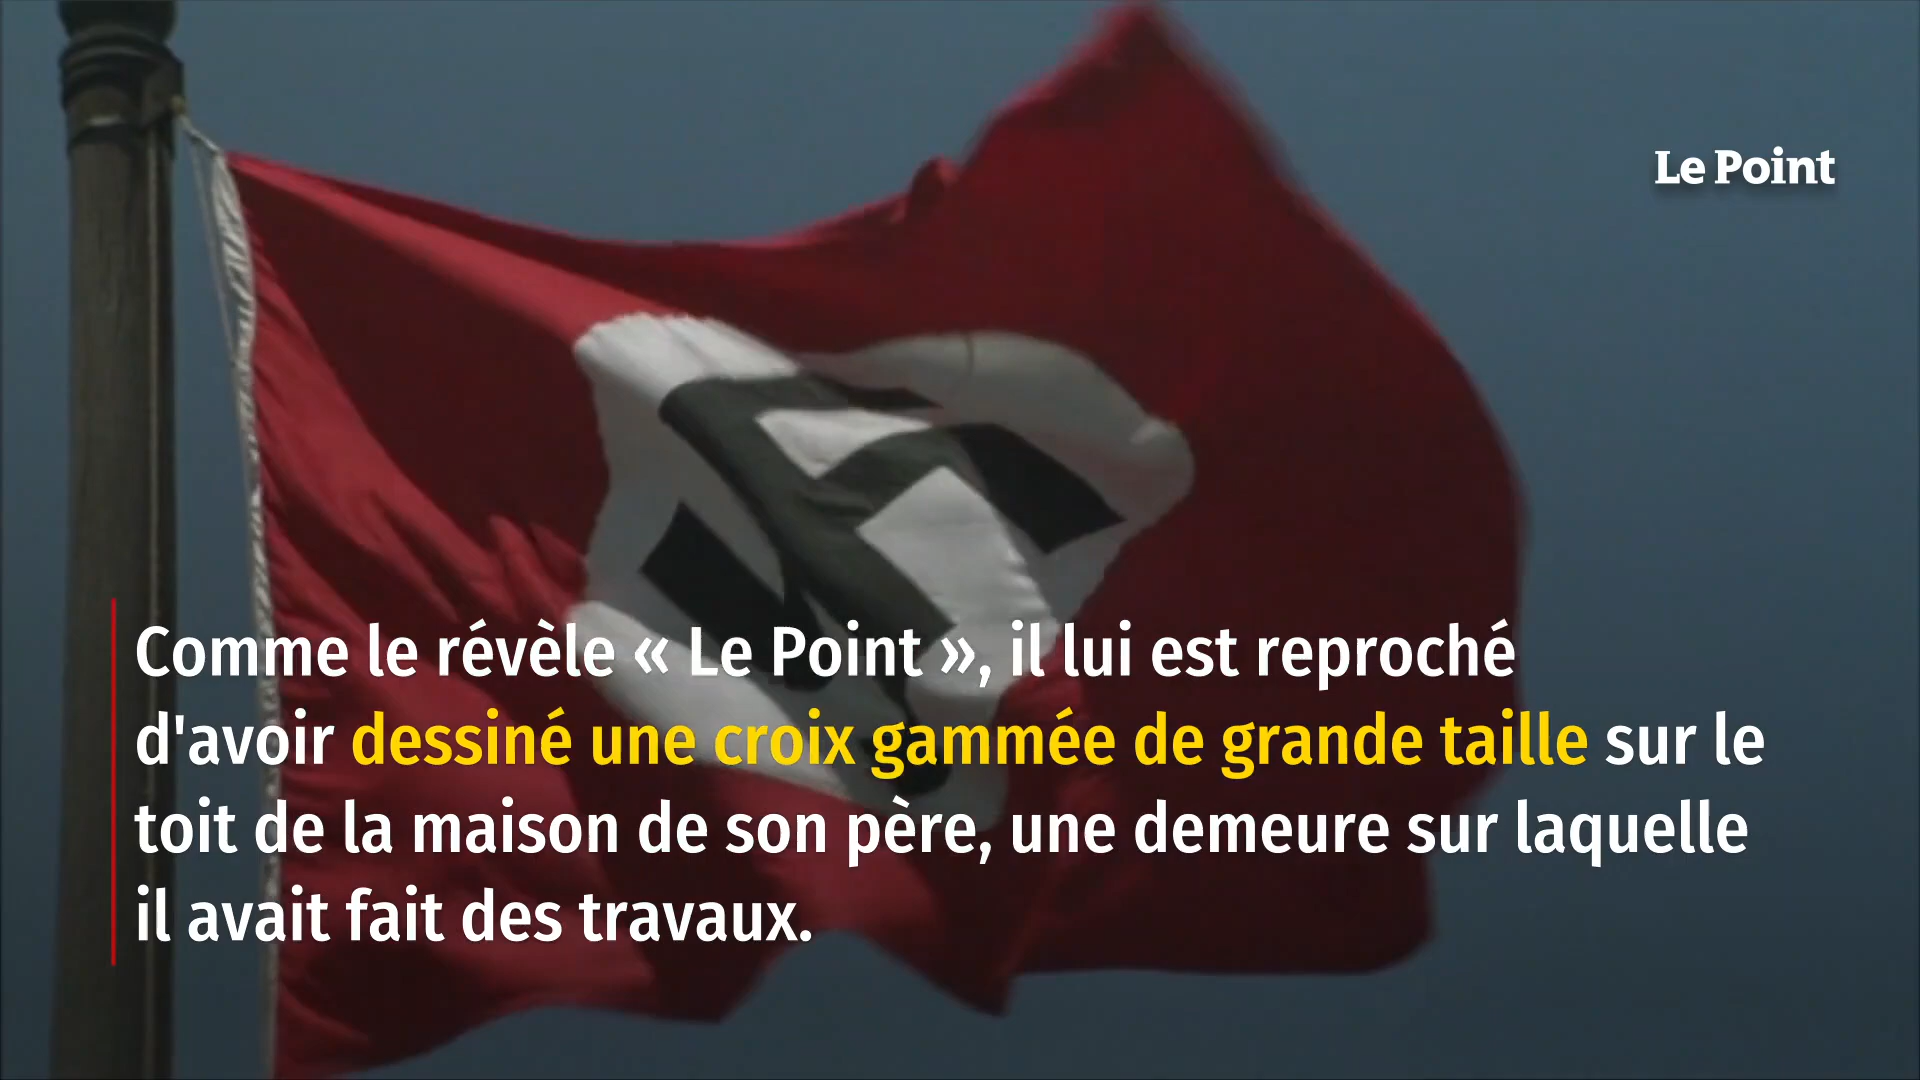 Le Point
Comme le révèle « Le Point », il lui est reproché
d'avoir dessiné une croix gammée de grande taille sur le
toit de la maison de son père, une demeure sur laquelle
il avait fait des travaux.